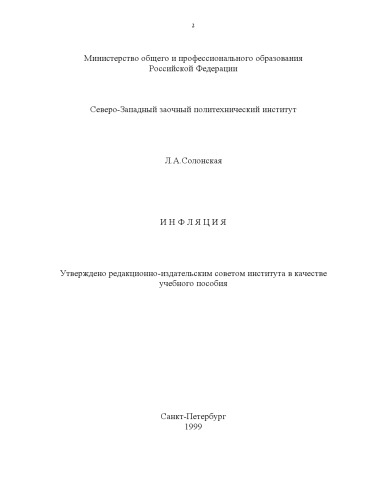 2
Министерство общего и профессионального образования
Российской Федерации
Северо-Западный заочный политехнический институт
Л.А.Солонская
И Н Ф Л Я Ц И Я
Утверждено редакционно-издательским советом института в качестве
учебного пособия
Санкт-Петербург
1999